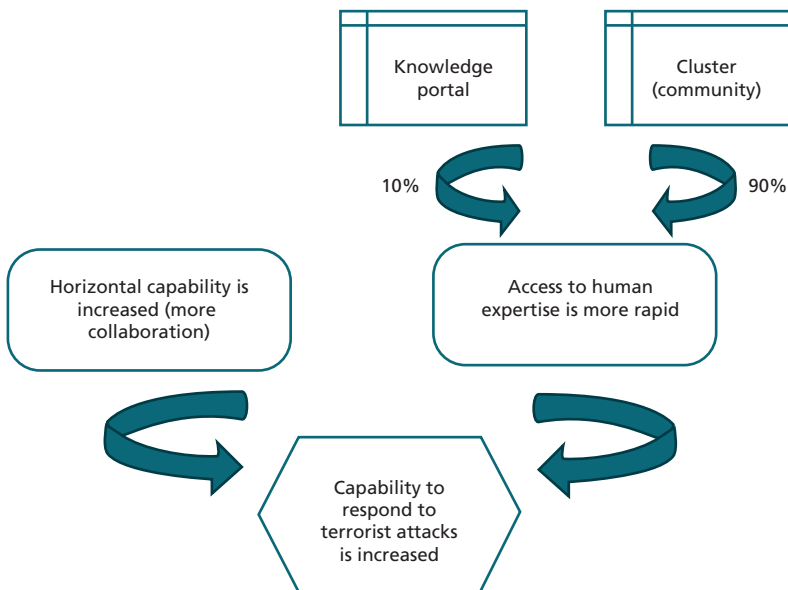 Knowledge
portal
Cluster
(community)
10%
90%
Horizontal capability is
increased (more
collaboration)
Access to human
expertise is more rapid
Capability to
respond to
terrorist attacks
is increased